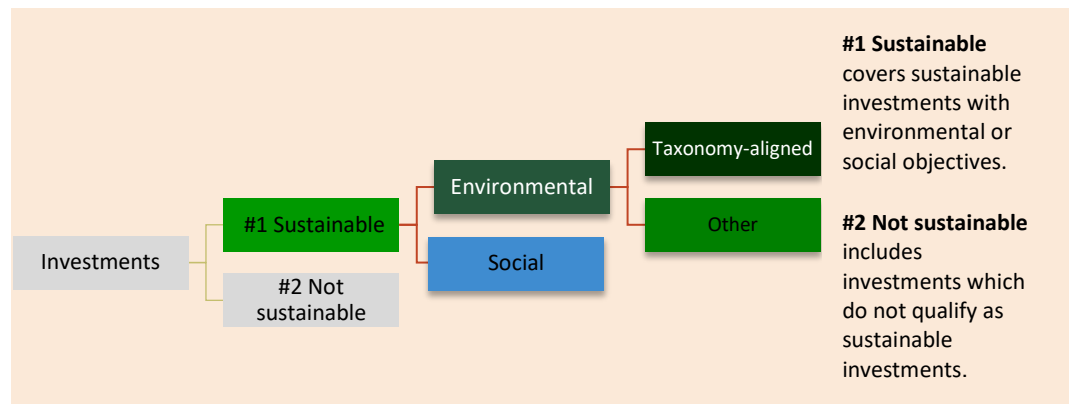 Investments
#1 Sustainable
#2 Not
sustainable
Environmental
Social
Taxonomy-aligned
Other
#1 Sustainable
covers sustainable
investments with
environmental or
social objectives.
#2 Not sustainable
includes
investments which
do not qualify as
sustainable
investments.